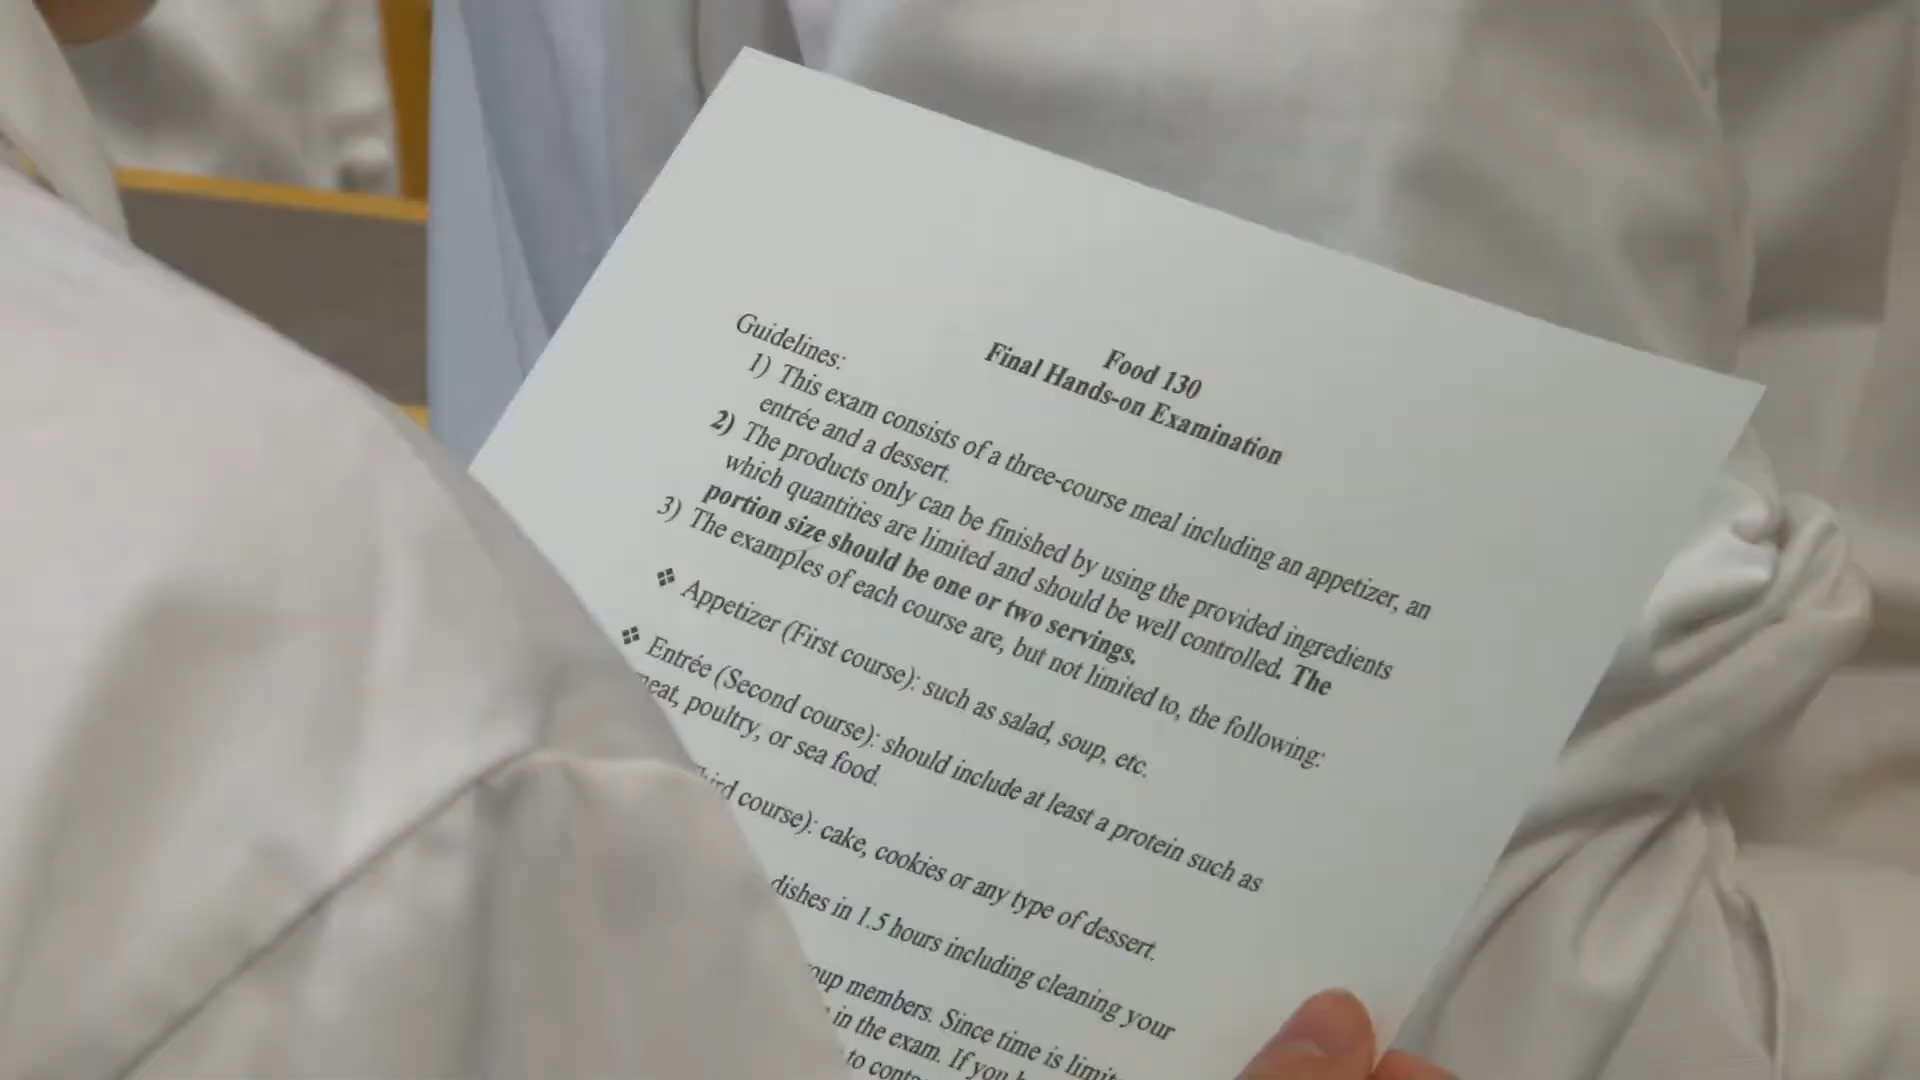 Food 130
Final Hands-on Examination
Guidelines:
1) This exam consists of a three-course meal including an appetizer, an
entrée and a dessert.
2) The products only can be finished by using the provided ingredients
which quantities are limited and should be well controlled. The
portion size should be one or two servings.
3) The examples of each course are, but not limited to, the following:
❖ Appetizer (First course): such as salad, soup, etc.
❖ Entrée (Second course): should include at least a protein such as
meat, poultry, or sea food.
course): cake, cookies or any type of dessert.
dishes in 1.5 hours including cleaning your
members. Since time is
in the exam. If you
to